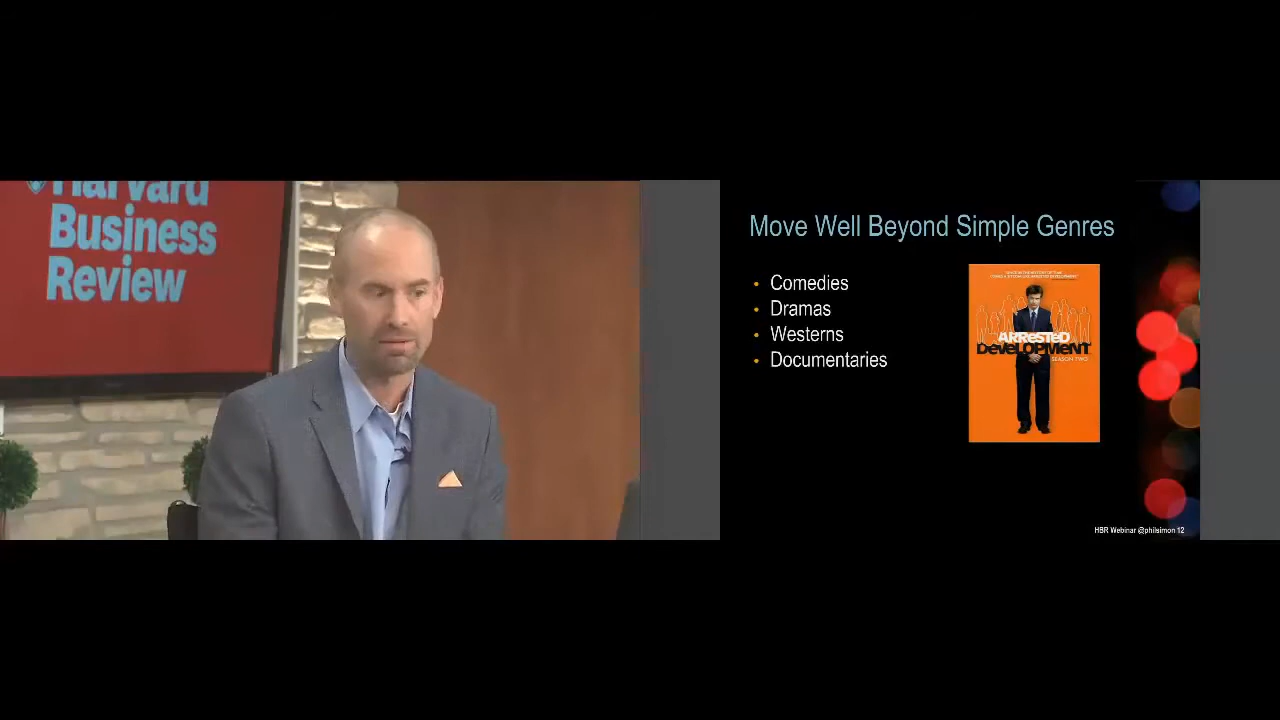 Harvard
Business
Review
Move Well Beyond Simple Genres
• Comedies
• Dramas
• Westerns
• Documentaries
ARRESTED
DEVELOPMENT
SEASON TWO
HBR Webinar @philsimon 12